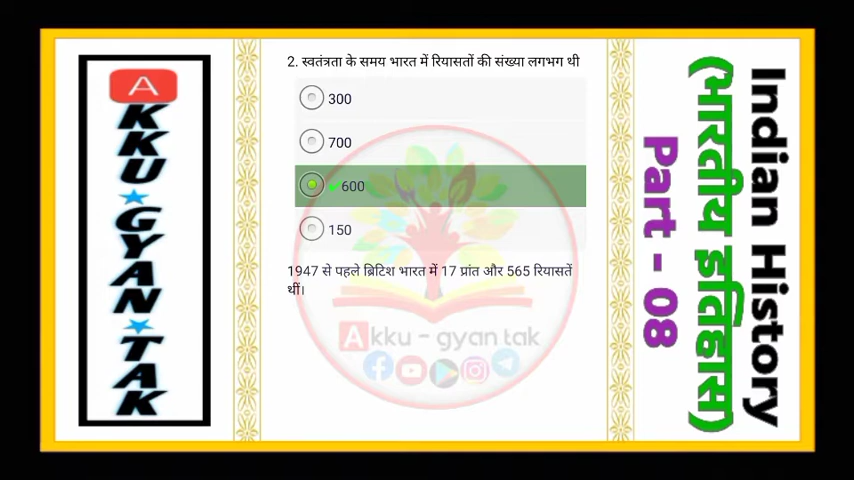 AKKU
GYAN
TAK
2. स्वतंत्रता के समय भारत में रियासतों की संख्या लगभग थी
300
700
600
150
1947 से पहले ब्रिटिश भारत में 17 प्रांत और 565 रियासतें
थीं।
Akku - gyan tak
Indian History
(भारतीय इतिहास)
Part - 08